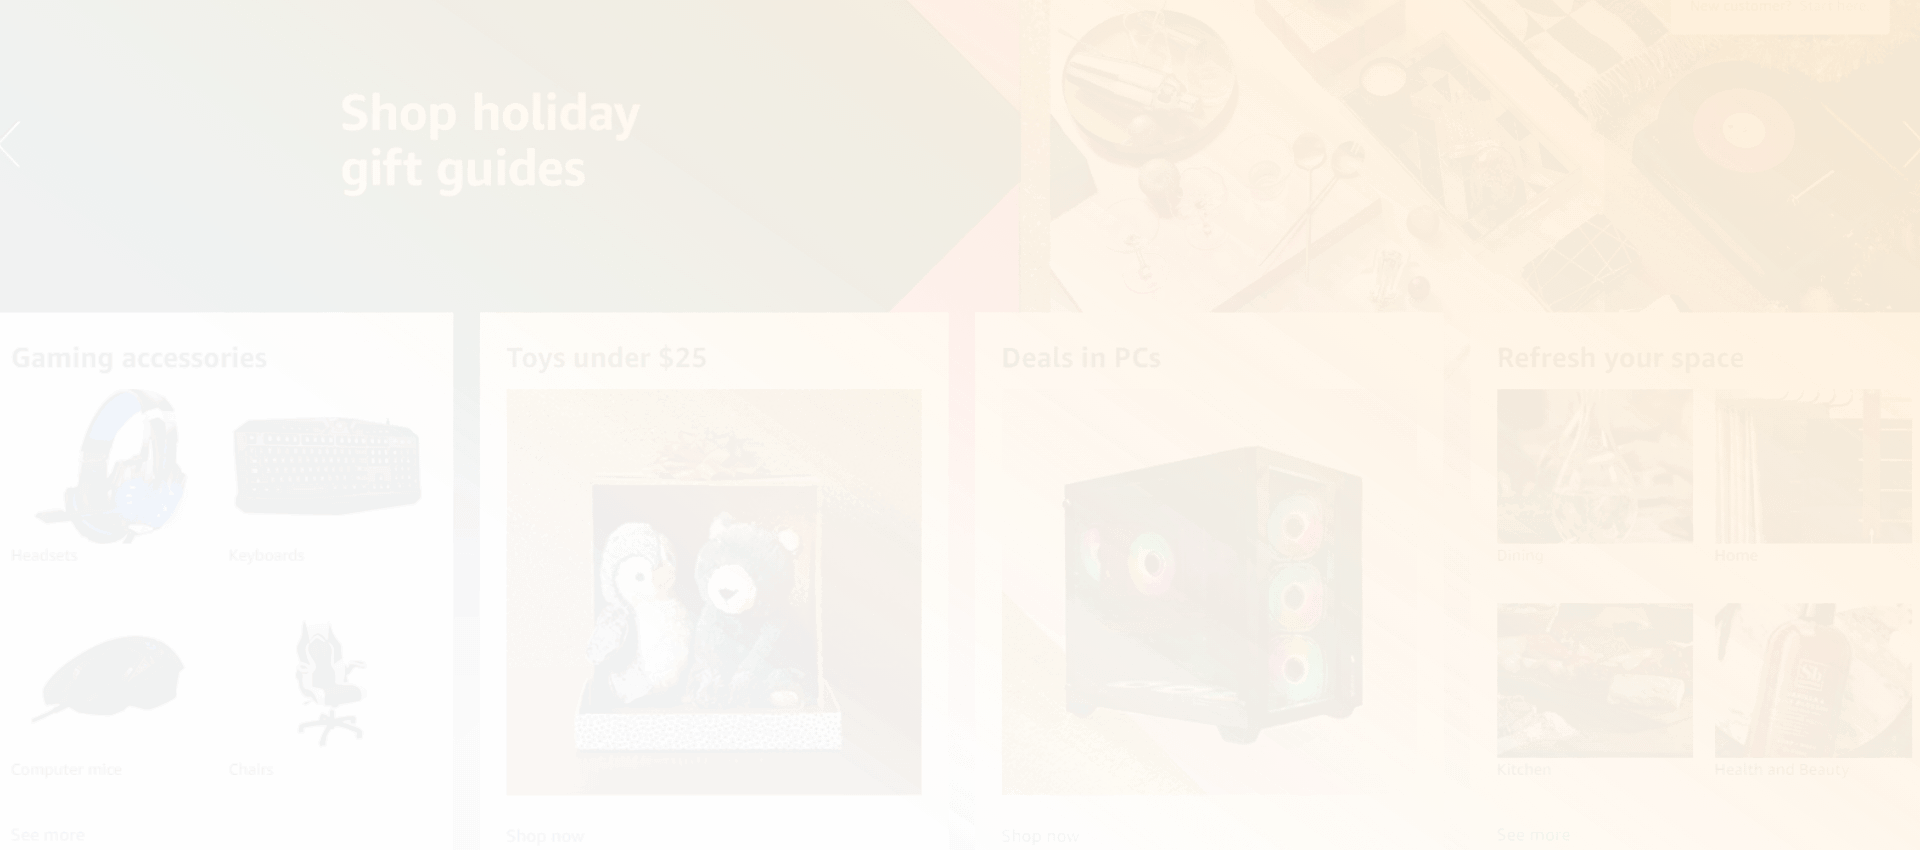 Shop holiday
gift guides
Gaming accessories
Toys under $25
Deals in PCs
Refresh your space
Headsets
Keyboards
Dining
Home
Computer mice
Chairs
Kitchen
Health and Beauty
See more
Shop now
Shop now
See more